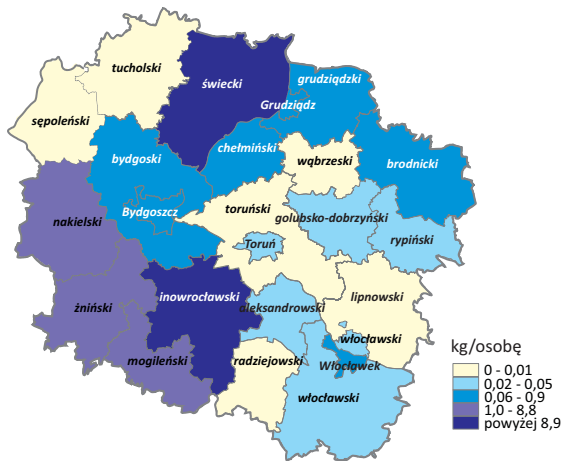 tucholski
świecki
grudziądzki
Grudziądz
sępoleński
chełmiński
bydgoski
wąbrzeski
brodnicki
Bydgoszcz
toruński
golubsko-dobrzyński
nakielski
Toruń
rypiński
inowrocławski
lipnowski
żniński
aleksandrowski
włocławski
mogileński
radziejowski
Włocławek
włocławski
kg/osobę
0 - 0,01
0,02 - 0,05
0,06 - 0,9
1,0 - 8,8
powyżej 8,9